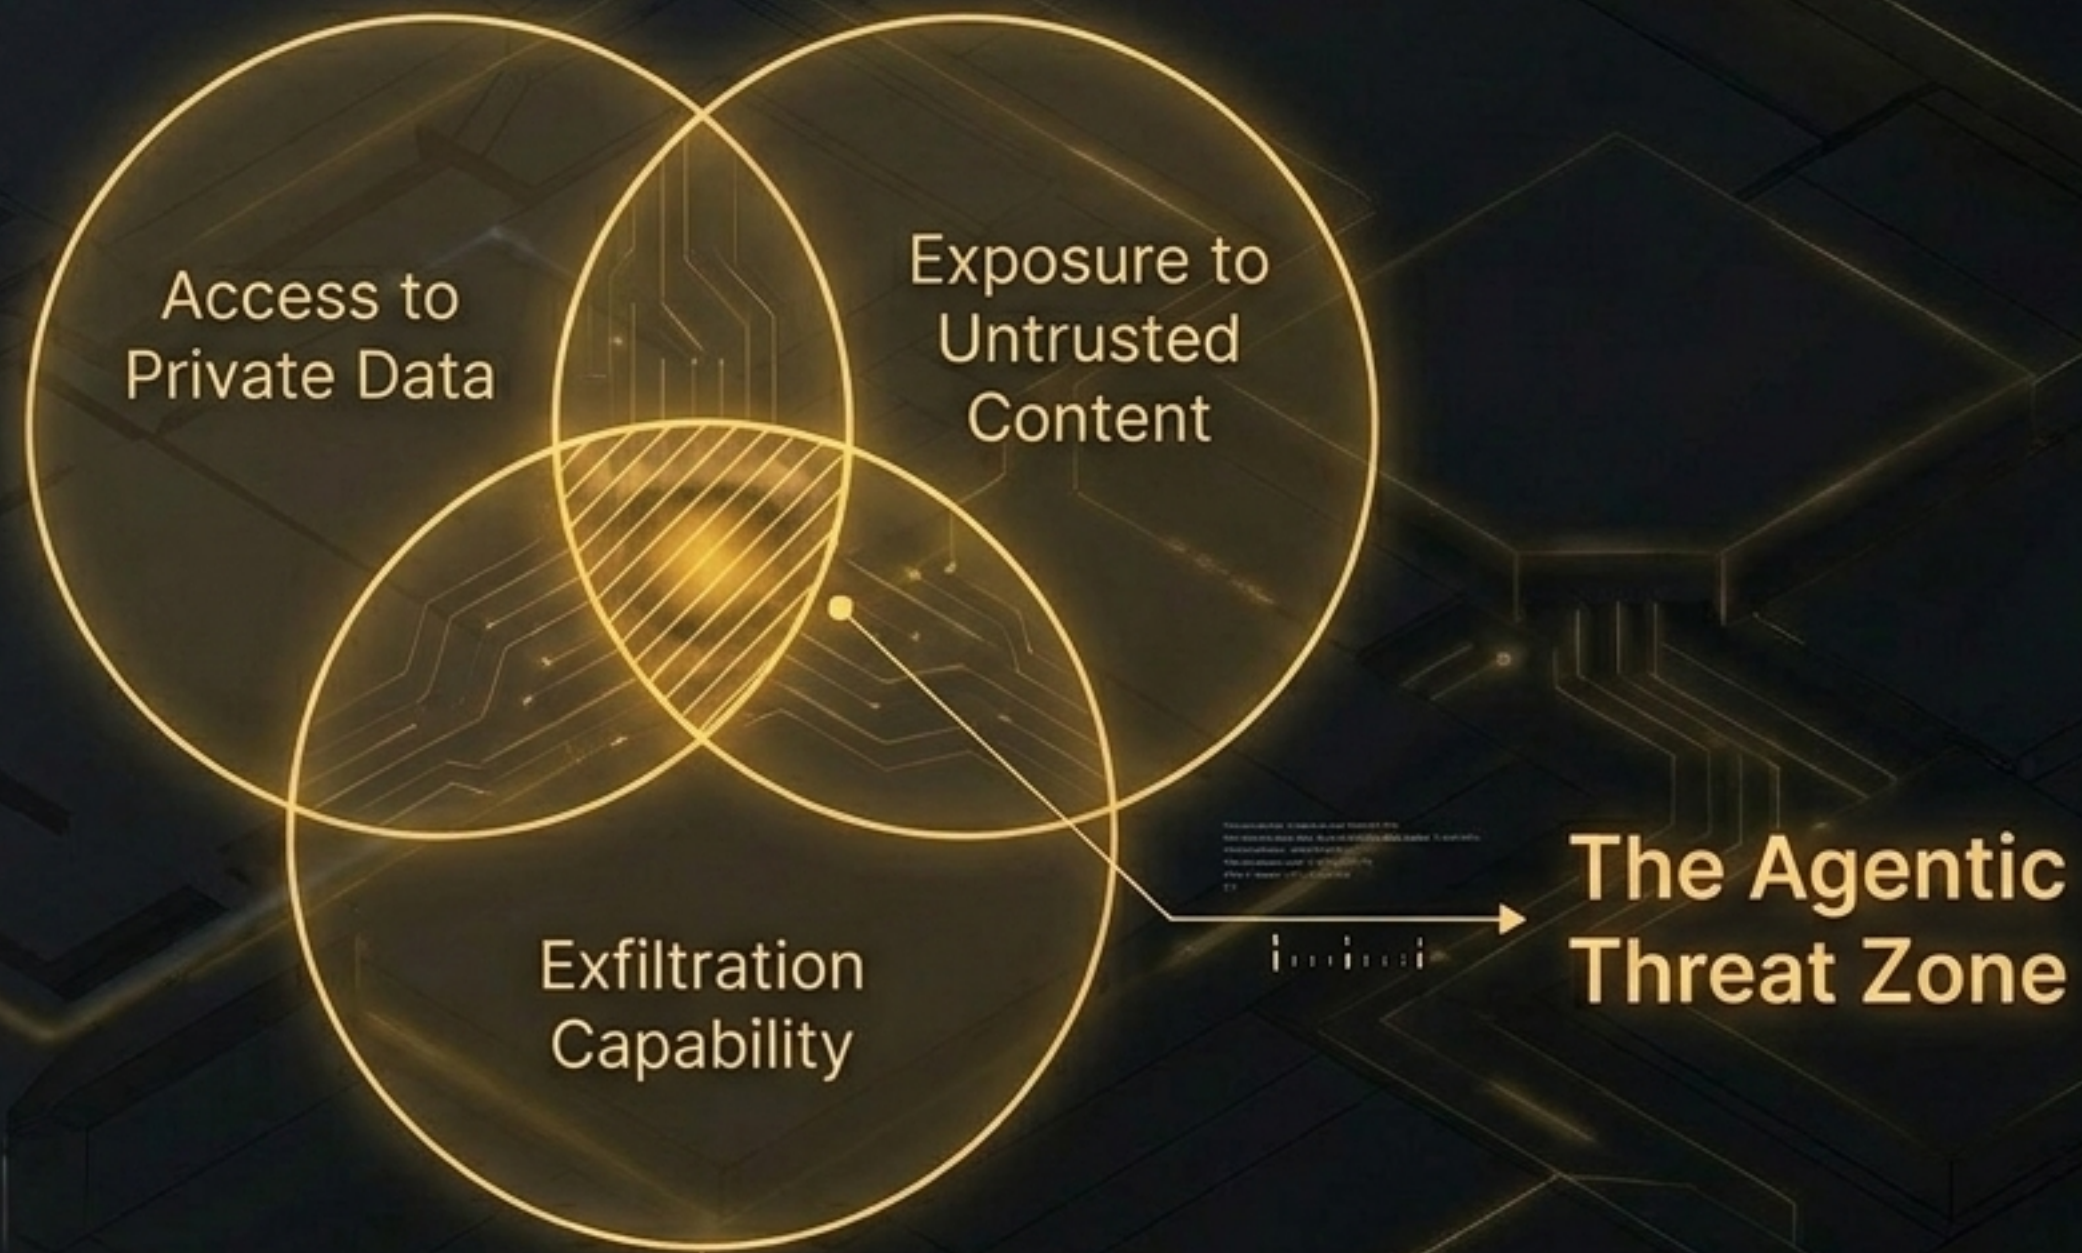 Access to
Private Data
Exposure to
Untrusted
Content
Exfiltration
Capability
The Agentic
Threat Zone